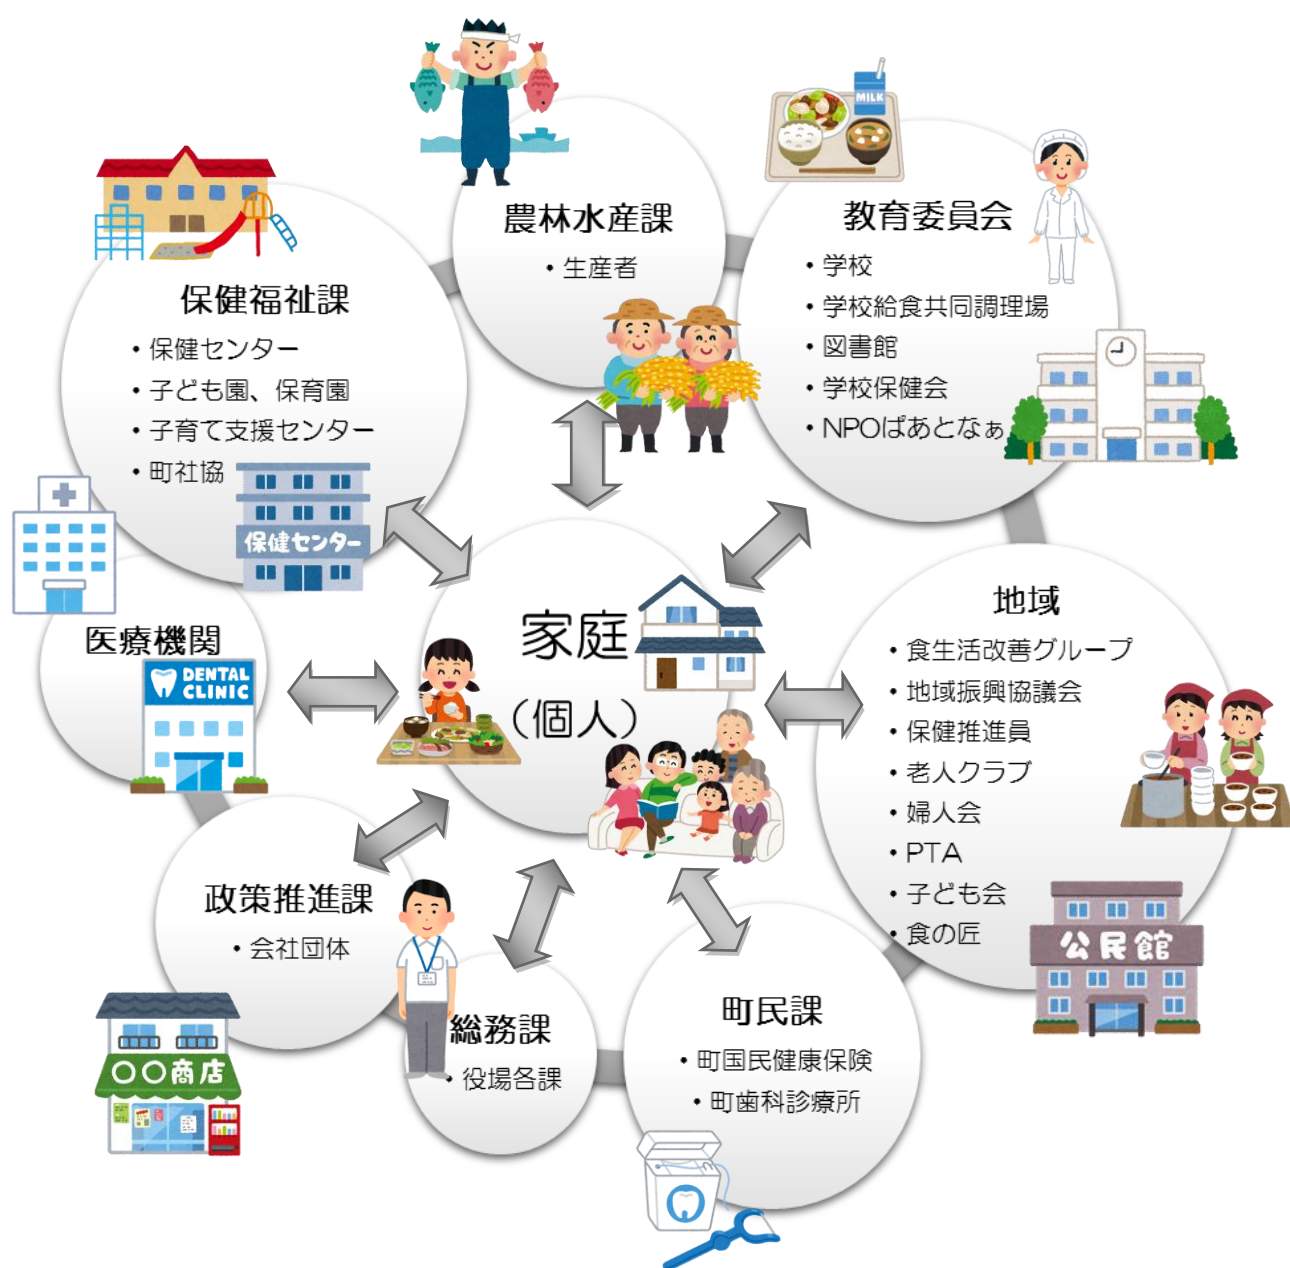 農林水産課
・生産者
MILK
教育委員会
・学校
・学校給食共同調理場
・図書館
・学校保健会
・NPOぱあとなぁ
保健福祉課
・保健センター
・子ども園、保育園
・子育て支援センター
・町社協
保健センター
医療機関
DENTAL
CLINIC
家庭
(個人)
地域
・食生活改善グループ
・地域振興協議会
・保健推進員
・老人クラブ
・婦人会
・PTA
・子ども会
・食の匠
公民館
政策推進課
・会社団体
〇〇商店
総務課
・役場各課
町民課
・町国民健康保険
・町歯科診療所